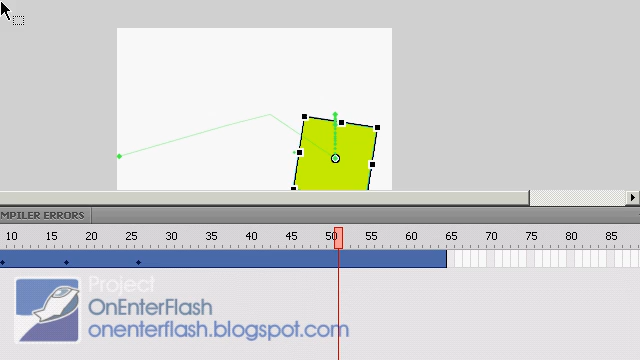 MPILER ERRORS
10 15 20 25 30 35 40 45 50 55 60 65 70 75 80 85
Project
OnEnterFlash
onenterflash.blogspot.com